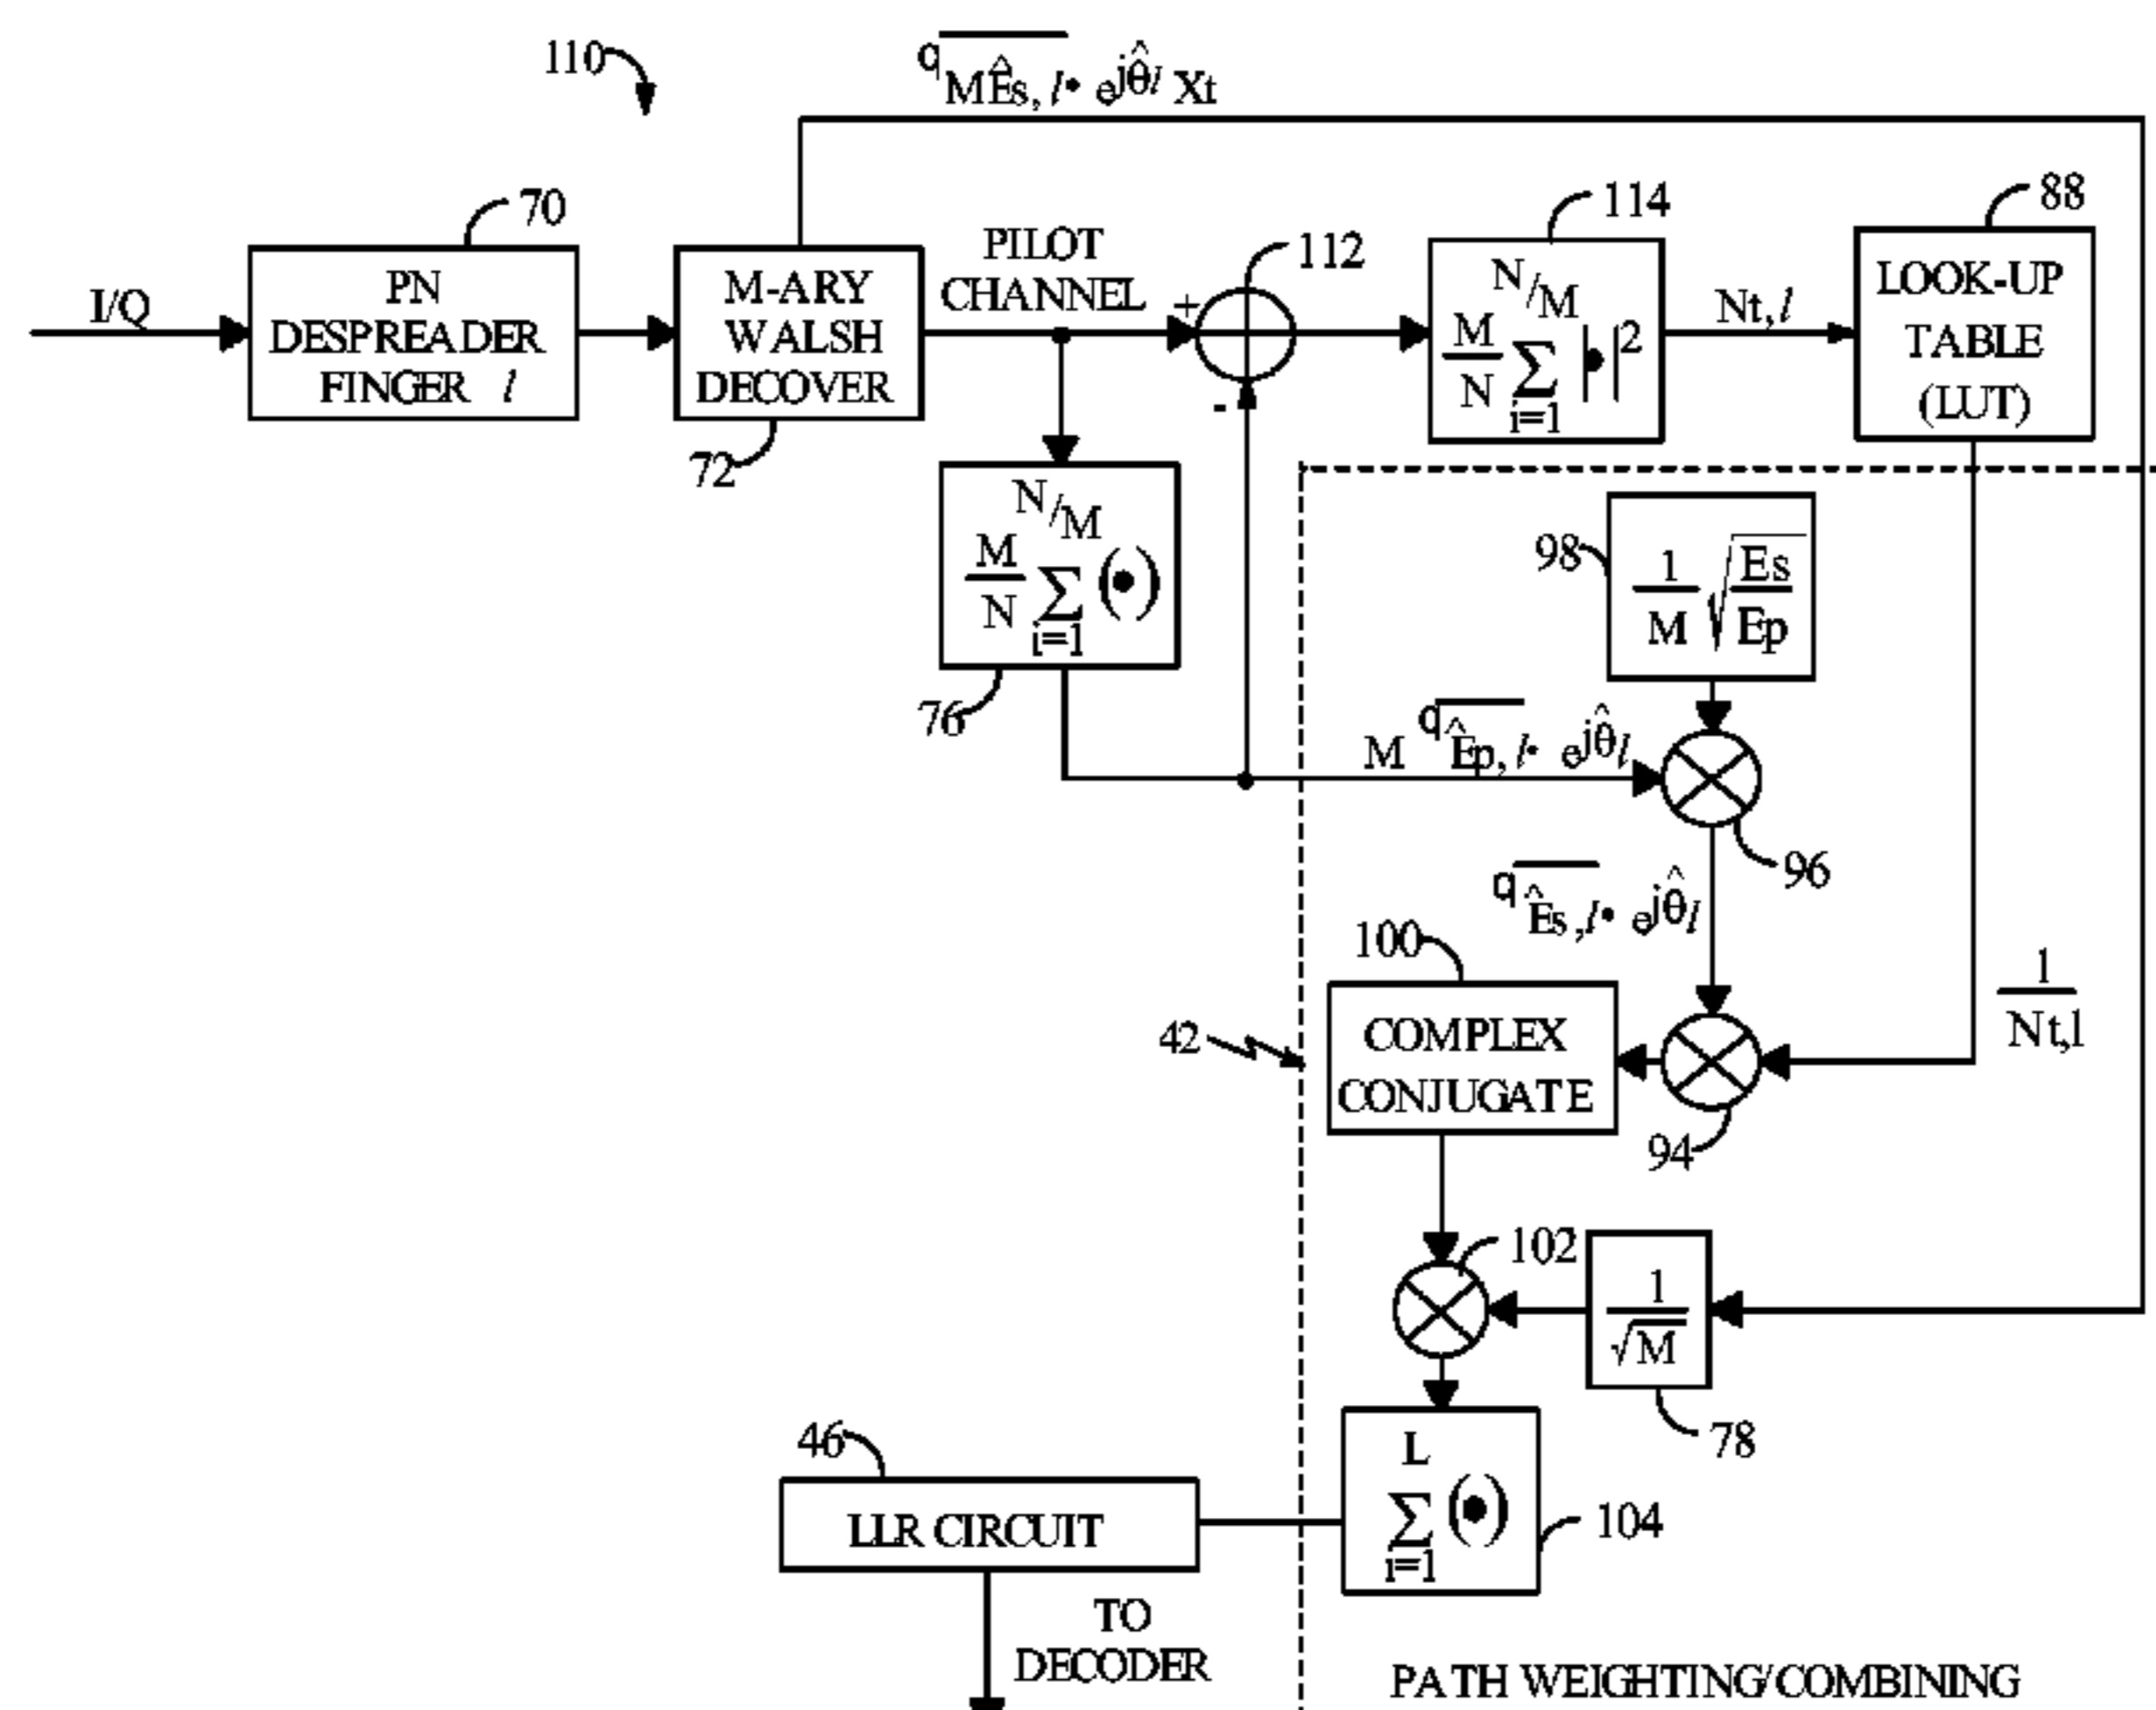 110
q MÊs, l• e^jθ̂l Xt
70
114
88
I/Q
PN
DESPREADER
FINGER l
M-ARY
WALSH
DECOVER
72
PILOT
CHANNEL
+
-
112
N/M
M/N Σ |•|²
i=1
Nt, l
LOOK-UP
TABLE
(LUT)
N/M
M/N Σ (•)
i=1
76
98
1/M √Es/Ep
M q Êp, l• e^jθ̂l
96
q Ês, l• e^jθ̂l
100
COMPLEX
CONJUGATE
42
94
1
Nt,l
102
1
√M
78
L
Σ (•)
i=1
104
46
LLR CIRCUIT
TO
DECODER
PATH WEIGHTING/COMBINING